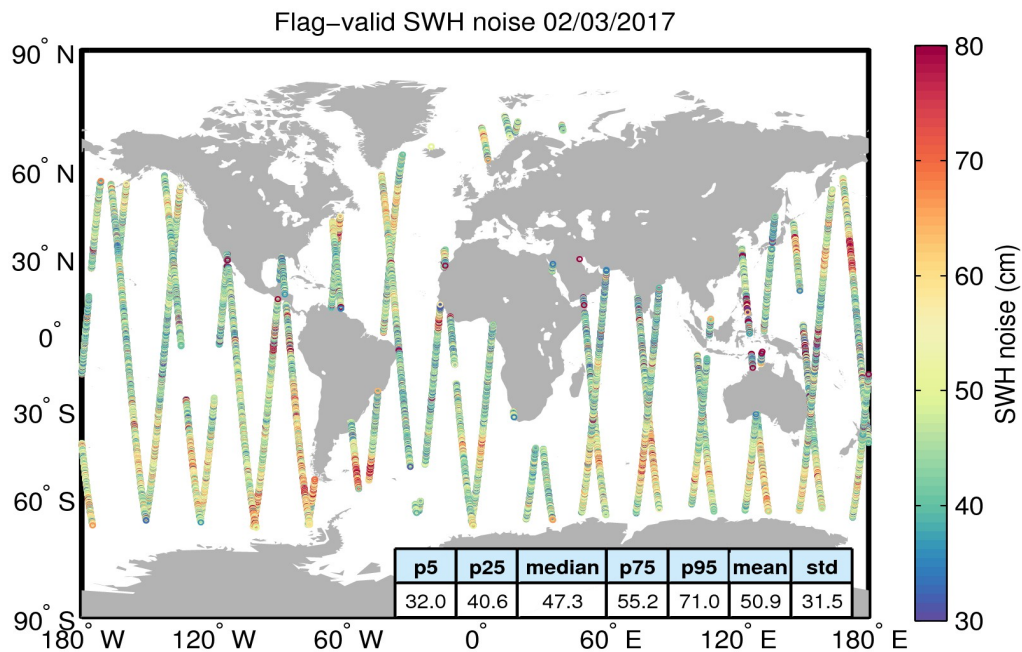 Flag−valid SWH noise 02/03/2017
90° N
60° N
30° N
0°
30° S
60° S
90° S
180° W
120° W
60° W
0°
60° E
120° E
180° E
p5 p25 median p75 p95 mean std
32.0 40.6 47.3 55.2 71.0 50.9 31.5
80
70
60
50
40
30
SWH noise (cm)